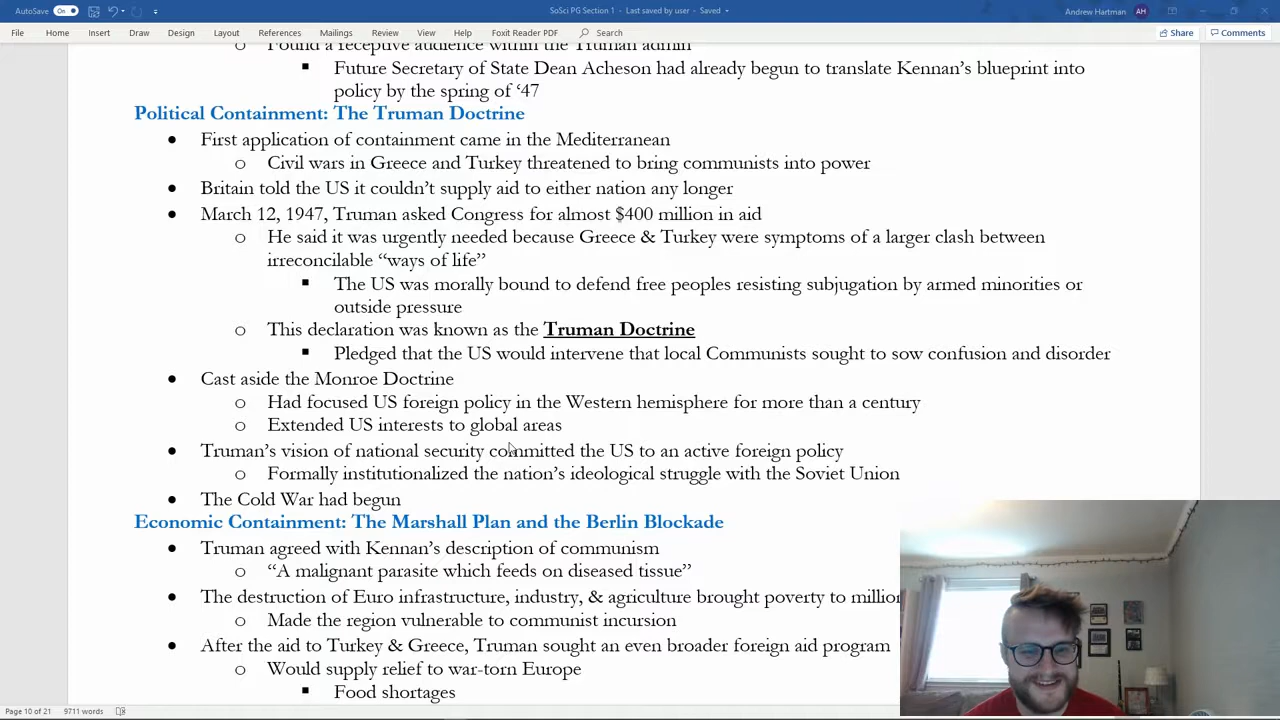 AutoSave On SoSci PG Section 1 - Last saved by user - Saved Andrew Hartman AH
File Home Insert Draw Design Layout References Mailings Review View Help Foxit Reader PDF Search Share Comments
Found a receptive audience within the Truman admin
Future Secretary of State Dean Acheson had already begun to translate Kennan’s blueprint into
policy by the spring of ‘47
Political Containment: The Truman Doctrine
First application of containment came in the Mediterranean
Civil wars in Greece and Turkey threatened to bring communists into power
Britain told the US it couldn’t supply aid to either nation any longer
March 12, 1947, Truman asked Congress for almost $400 million in aid
He said it was urgently needed because Greece & Turkey were symptoms of a larger clash between
irreconcilable “ways of life”
The US was morally bound to defend free peoples resisting subjugation by armed minorities or
outside pressure
This declaration was known as the Truman Doctrine
Pledged that the US would intervene that local Communists sought to sow confusion and disorder
Cast aside the Monroe Doctrine
Had focused US foreign policy in the Western hemisphere for more than a century
Extended US interests to global areas
Truman’s vision of national security committed the US to an active foreign policy
Formally institutionalized the nation’s ideological struggle with the Soviet Union
The Cold War had begun
Economic Containment: The Marshall Plan and the Berlin Blockade
Truman agreed with Kennan’s description of communism
“A malignant parasite which feeds on diseased tissue”
The destruction of Euro infrastructure, industry, & agriculture brought poverty to million
Made the region vulnerable to communist incursion
After the aid to Turkey & Greece, Truman sought an even broader foreign aid program
Would supply relief to war-torn Europe
Food shortages
Page 10 of 21 9711 words